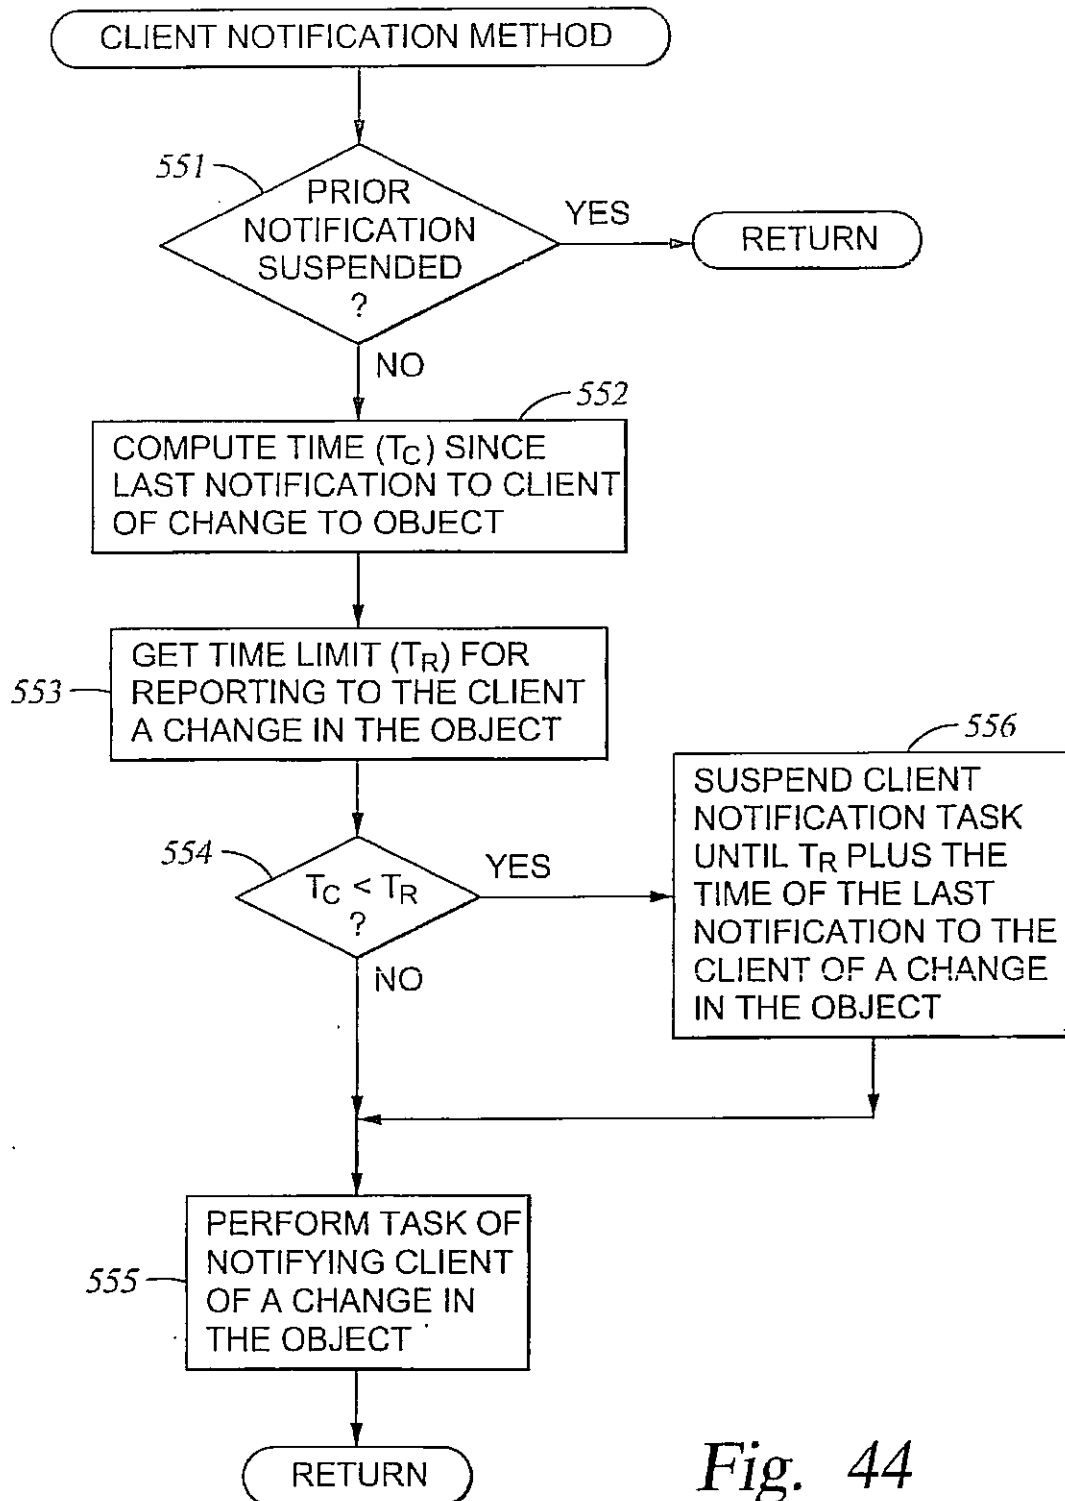 CLIENT NOTIFICATION METHOD
551
PRIOR
NOTIFICATION
SUSPENDED
?
YES
RETURN
NO
552
COMPUTE TIME (TC) SINCE
LAST NOTIFICATION TO CLIENT
OF CHANGE TO OBJECT
553
GET TIME LIMIT (TR) FOR
REPORTING TO THE CLIENT
A CHANGE IN THE OBJECT
554
TC < TR
?
YES
556
SUSPEND CLIENT
NOTIFICATION TASK
UNTIL TR PLUS THE
TIME OF THE LAST
NOTIFICATION TO THE
CLIENT OF A CHANGE
IN THE OBJECT
NO
555
PERFORM TASK OF
NOTIFYING CLIENT
OF A CHANGE IN
THE OBJECT
RETURN
Fig. 44